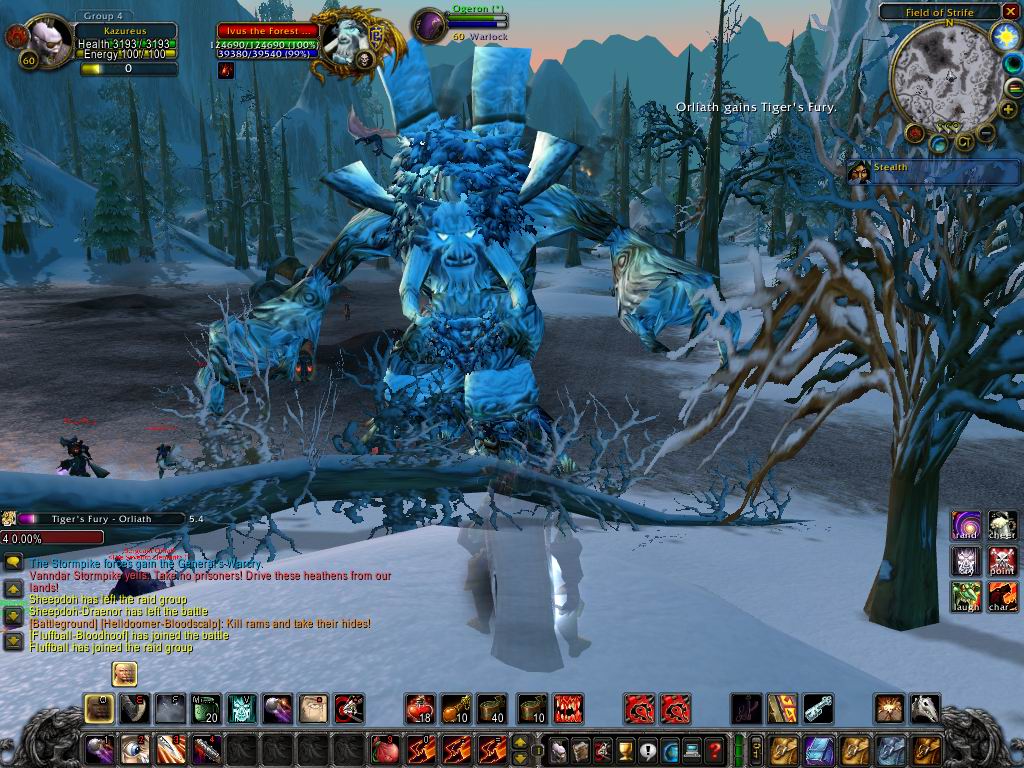 Group 4
Kazureus
Health 3193 / 3193
Energy 100 / 100
60
0
Ivus the Forest ...
124690/124690 (100%)
39380/39540 (99%)
Ogeron (*)
60 Warlock
Field of Strife
N
Orliath gains Tiger's Fury.
Stealth
Tiger's Fury - Orliath 5.4
4 0.00%
The Stormpike forces gain the General's Warcry.
Vanndar Stormpike yells: Take no prisoners! Drive these heathens from our
lands!
Sheepdoh has left the raid group
Sheepdoh-Draenor has left the battle
[Battleground] [Helldoomer-Bloodscalp]: Kill rams and take their hides!
[Fluffball-Bloodhoof] has joined the battle
Fluffball has joined the raid group
rand
cheer
cry
point
laugh
char
20
18
10
40
10